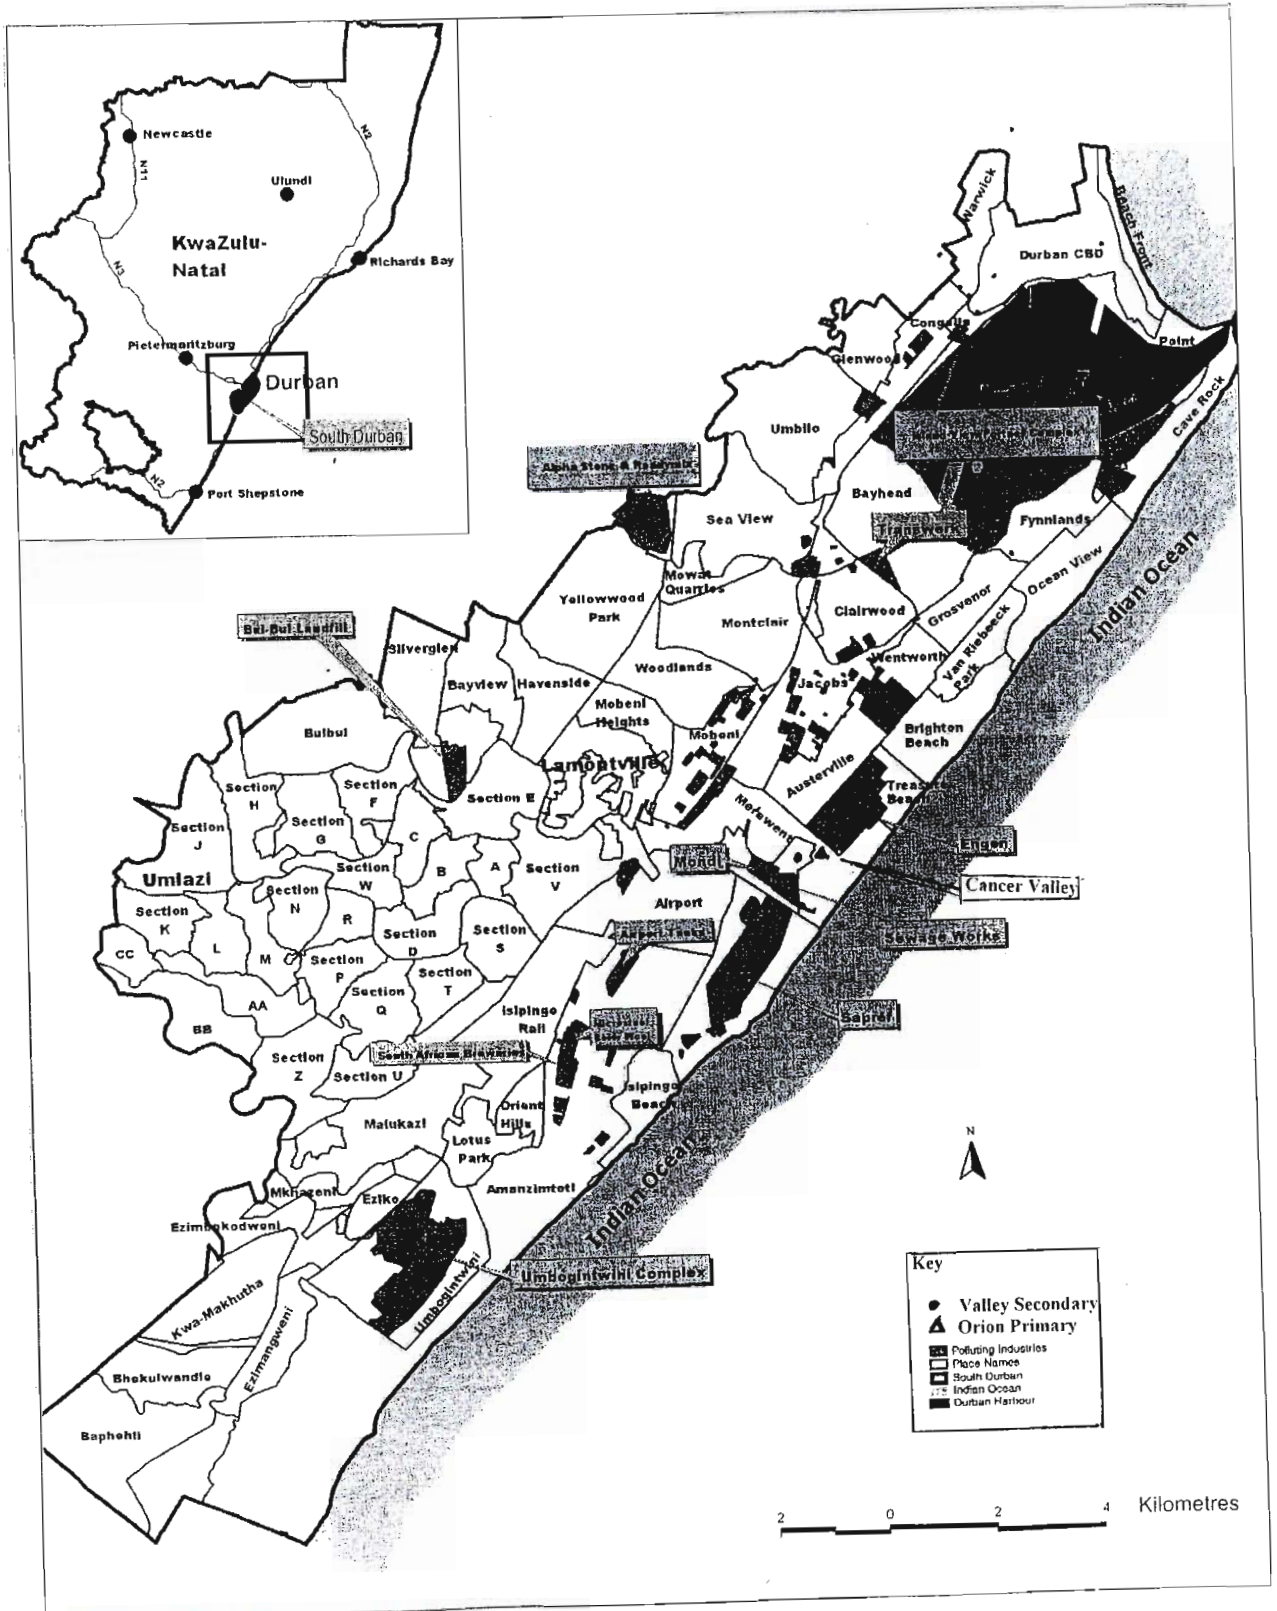 Newcastle
N11
N2
Ulundi
KwaZulu-
Natal
N3
Richards Bay
Pietermaritzburg
Durban
South Durban
N2
Port Shepstone
Warwick
Beach Front
Durban CBD
Congella
Point
Glenwood
Cave Rock
Umbilo
Alpha Stone & Readymix
Bayhead
Sea View
Transwerk
Fynnlands
Ocean View
Indian Ocean
Mowat
Quarries
Yellowwood
Park
Clairwood
Grosvenor
Montclair
Van Riebeeck
Park
Bul-Bul Landfill
Silverglen
Wentworth
Woodlands
Bayview
Havenside
Jacobs
Mobeni
Heights
Mobeni
Brighton
Beach
Bulbul
Lamontville
Austerville
Treasure
Beach
Section
H
Section
F
Section E
Merewent
Section
G
Section
J
C
Engen
Mondi
Section
W
B
A
Section
V
Cancer Valley
Umlazi
Section
N
Airport
Section
K
R
Section
D
Section
S
Sewage Works
CC
L
M
Section
P
Section
T
Section
Q
AA
BB
Isipingo
Rail
Sapref
South African Breweries
Section
Z
Section U
Isipingo
Beach
Orient
Hills
Malukazi
Lotus
Park
N
Mkhazeni
Eziko
Amanzimtoti
Indian Ocean
Ezimbokodweni
Umbogintwini Complex
Umbogintwini
Kwa-Makhutha
Ezimangweni
Bhekulwandle
Baphehli
Key
Valley Secondary
Orion Primary
Polluting Industries
Place Names
South Durban
Indian Ocean
Durban Harbour
2 0 2 4 Kilometres